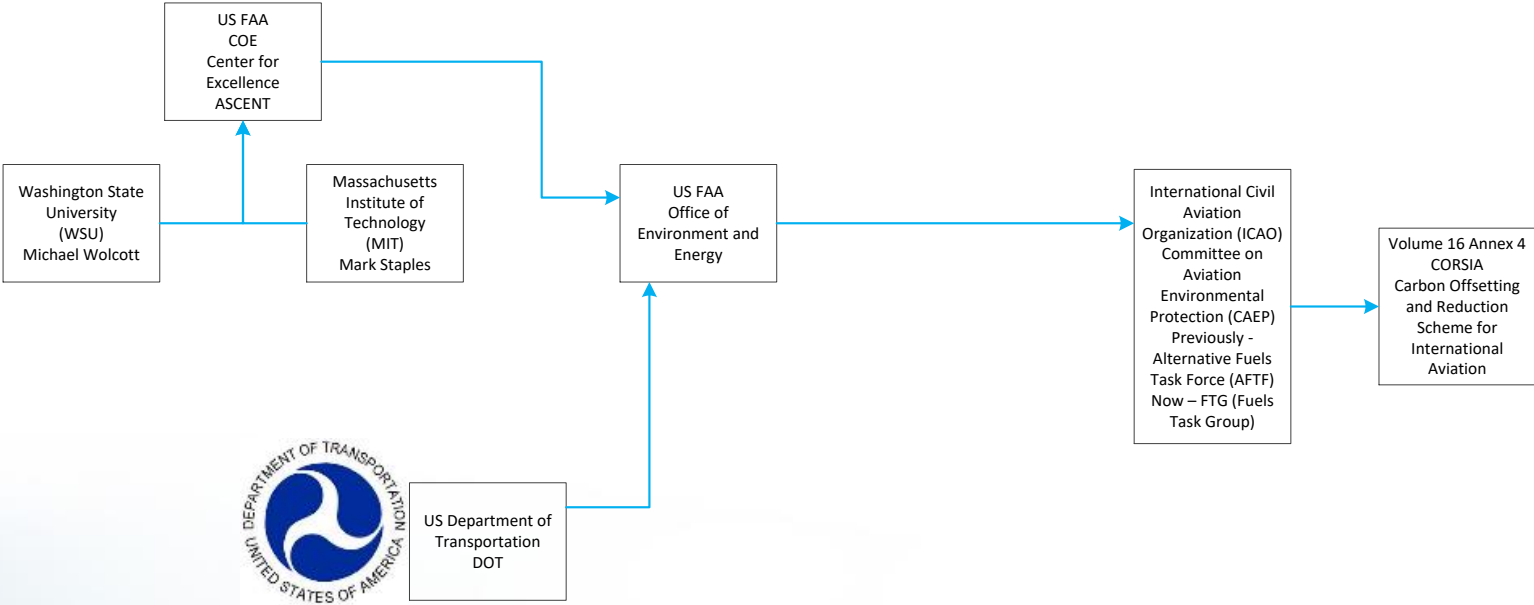 US FAA
COE
Center for
Excellence
ASCENT
Washington State
University
(WSU)
Michael Wolcott
Massachusetts
Institute of
Technology
(MIT)
Mark Staples
US FAA
Office of
Environment and
Energy
International Civil
Aviation
Organization (ICAO)
Committee on
Aviation
Environmental
Protection (CAEP)
Previously -
Alternative Fuels
Task Force (AFTF)
Now – FTG (Fuels
Task Group)
Volume 16 Annex 4
CORSIA
Carbon Offsetting
and Reduction
Scheme for
International
Aviation
DEPARTMENT OF TRANSPORTATION
UNITED STATES OF AMERICA
US Department of
Transportation
DOT